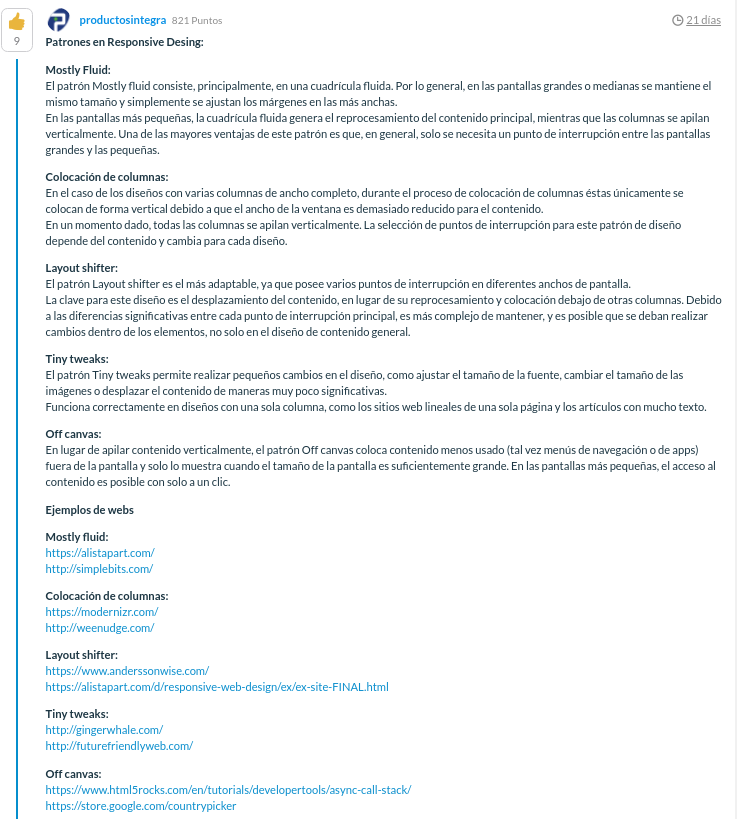 productosintegra 821 Puntos 21 días
9
Patrones en Responsive Desing:
Mostly Fluid:
El patrón Mostly fluid consiste, principalmente, en una cuadrícula fluida. Por lo general, en las pantallas grandes o medianas se mantiene el
mismo tamaño y simplemente se ajustan los márgenes en las más anchas.
En las pantallas más pequeñas, la cuadrícula fluida genera el reprocesamiento del contenido principal, mientras que las columnas se apilan
verticalmente. Una de las mayores ventajas de este patrón es que, en general, solo se necesita un punto de interrupción entre las pantallas
grandes y las pequeñas.
Colocación de columnas:
En el caso de los diseños con varias columnas de ancho completo, durante el proceso de colocación de columnas éstas únicamente se
colocan de forma vertical debido a que el ancho de la ventana es demasiado reducido para el contenido.
En un momento dado, todas las columnas se apilan verticalmente. La selección de puntos de interrupción para este patrón de diseño
depende del contenido y cambia para cada diseño.
Layout shifter:
El patrón Layout shifter es el más adaptable, ya que posee varios puntos de interrupción en diferentes anchos de pantalla.
La clave para este diseño es el desplazamiento del contenido, en lugar de su reprocesamiento y colocación debajo de otras columnas. Debido
a las diferencias significativas entre cada punto de interrupción principal, es más complejo de mantener, y es posible que se deban realizar
cambios dentro de los elementos, no solo en el diseño de contenido general.
Tiny tweaks:
El patrón Tiny tweaks permite realizar pequeños cambios en el diseño, como ajustar el tamaño de la fuente, cambiar el tamaño de las
imágenes o desplazar el contenido de maneras muy poco significativas.
Funciona correctamente en diseños con una sola columna, como los sitios web lineales de una sola página y los artículos con mucho texto.
Off canvas:
En lugar de apilar contenido verticalmente, el patrón Off canvas coloca contenido menos usado (tal vez menús de navegación o de apps)
fuera de la pantalla y solo lo muestra cuando el tamaño de la pantalla es suficientemente grande. En las pantallas más pequeñas, el acceso al
contenido es posible con solo a un clic.
Ejemplos de webs
Mostly fluid:
https://alistapart.com/
http://simplebits.com/
Colocación de columnas:
https://modernizr.com/
http://weenudge.com/
Layout shifter:
https://www.anderssonwise.com/
https://alistapart.com/d/responsive-web-design/ex/ex-site-FINAL.html
Tiny tweaks:
http://gingerwhale.com/
http://futurefriendlyweb.com/
Off canvas:
https://www.html5rocks.com/en/tutorials/developertools/async-call-stack/
https://store.google.com/countrypicker